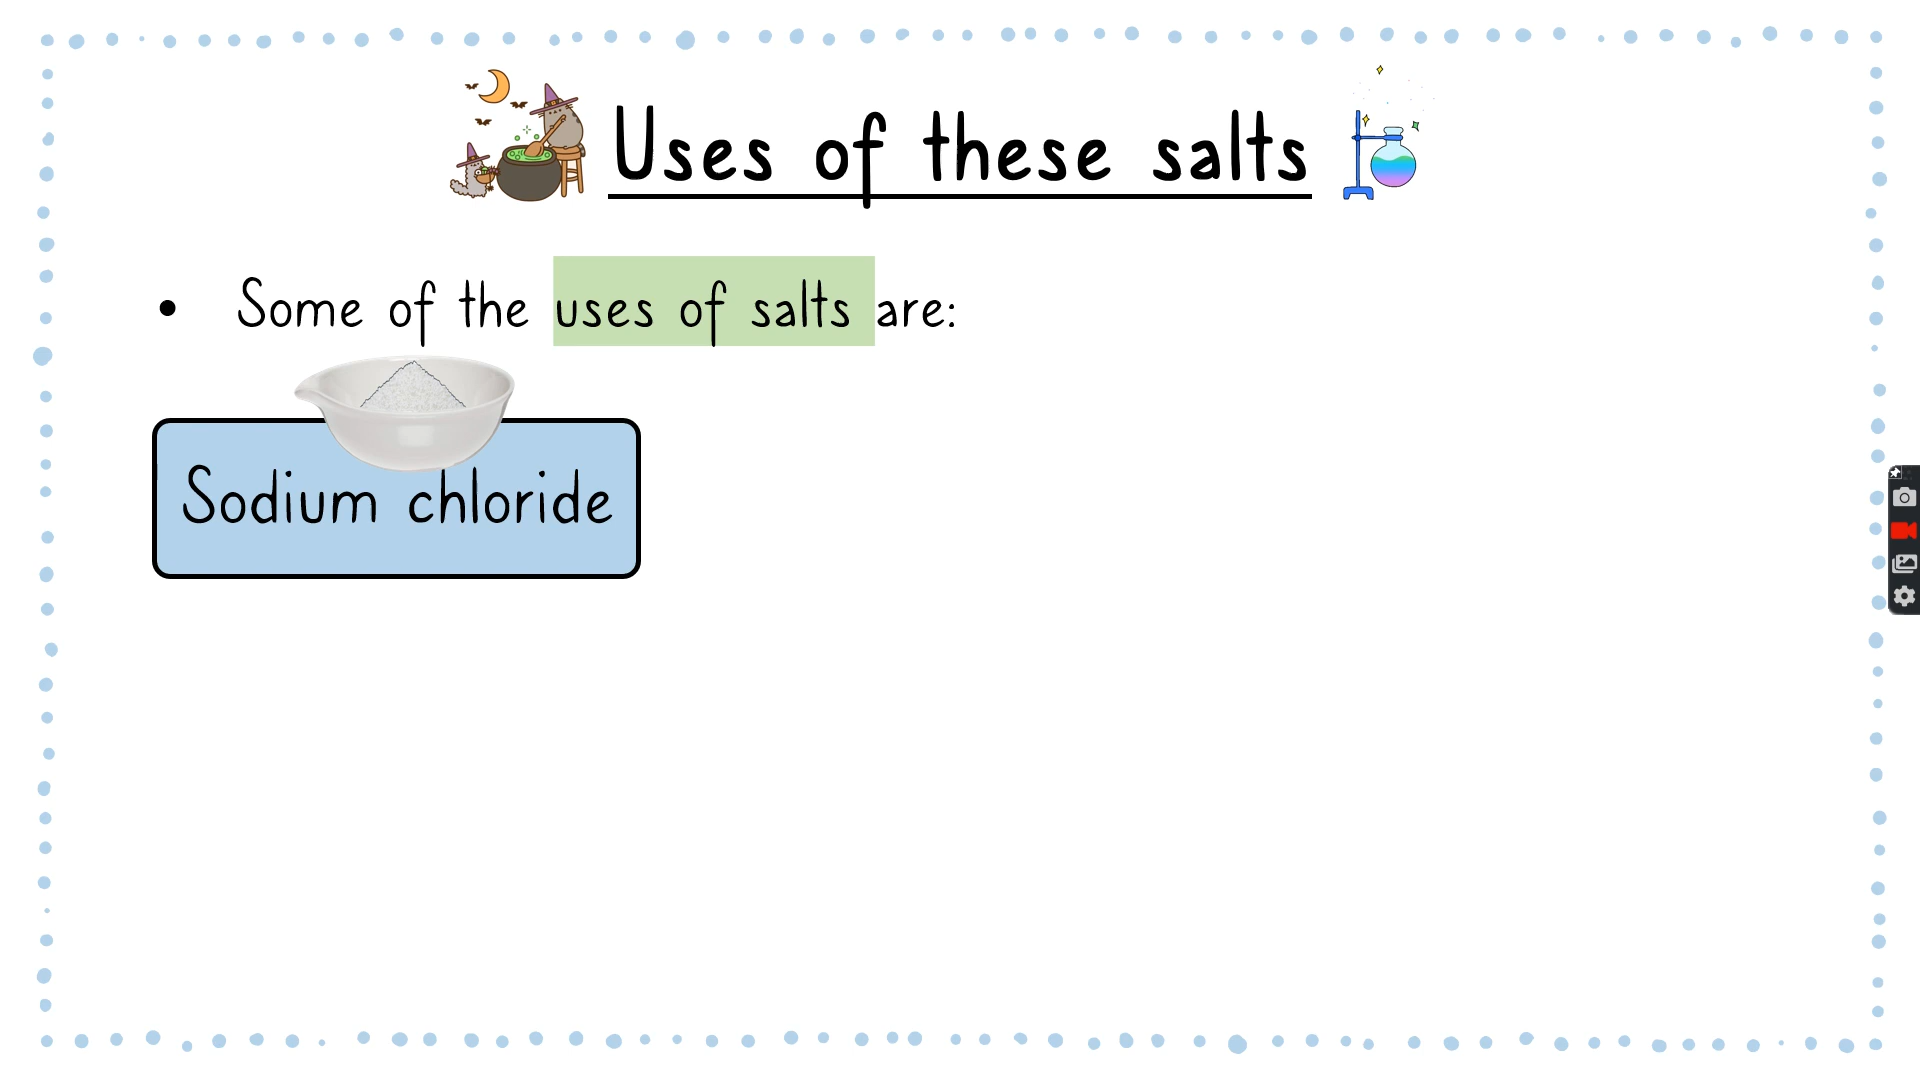 Uses of these salts
• Some of the uses of salts are:
Sodium chloride